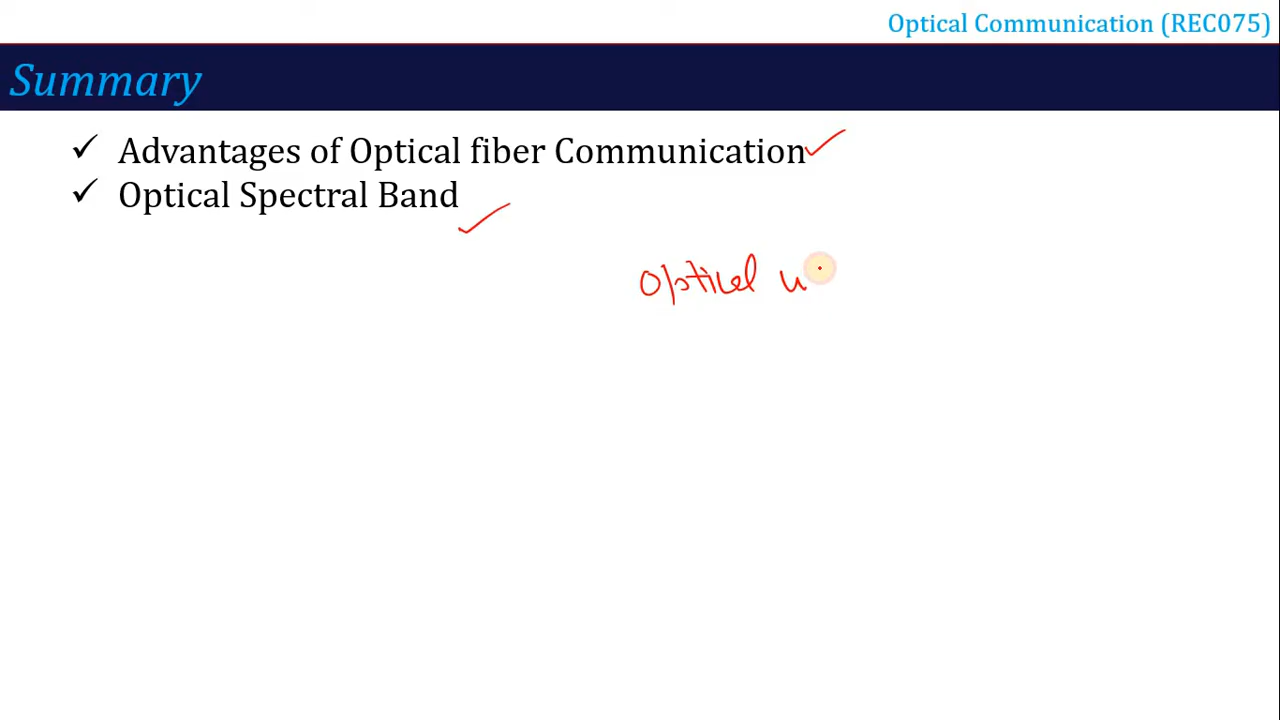 Optical Communication (REC075)
Summary
✓ Advantages of Optical fiber Communication
✓ Optical Spectral Band
Optical